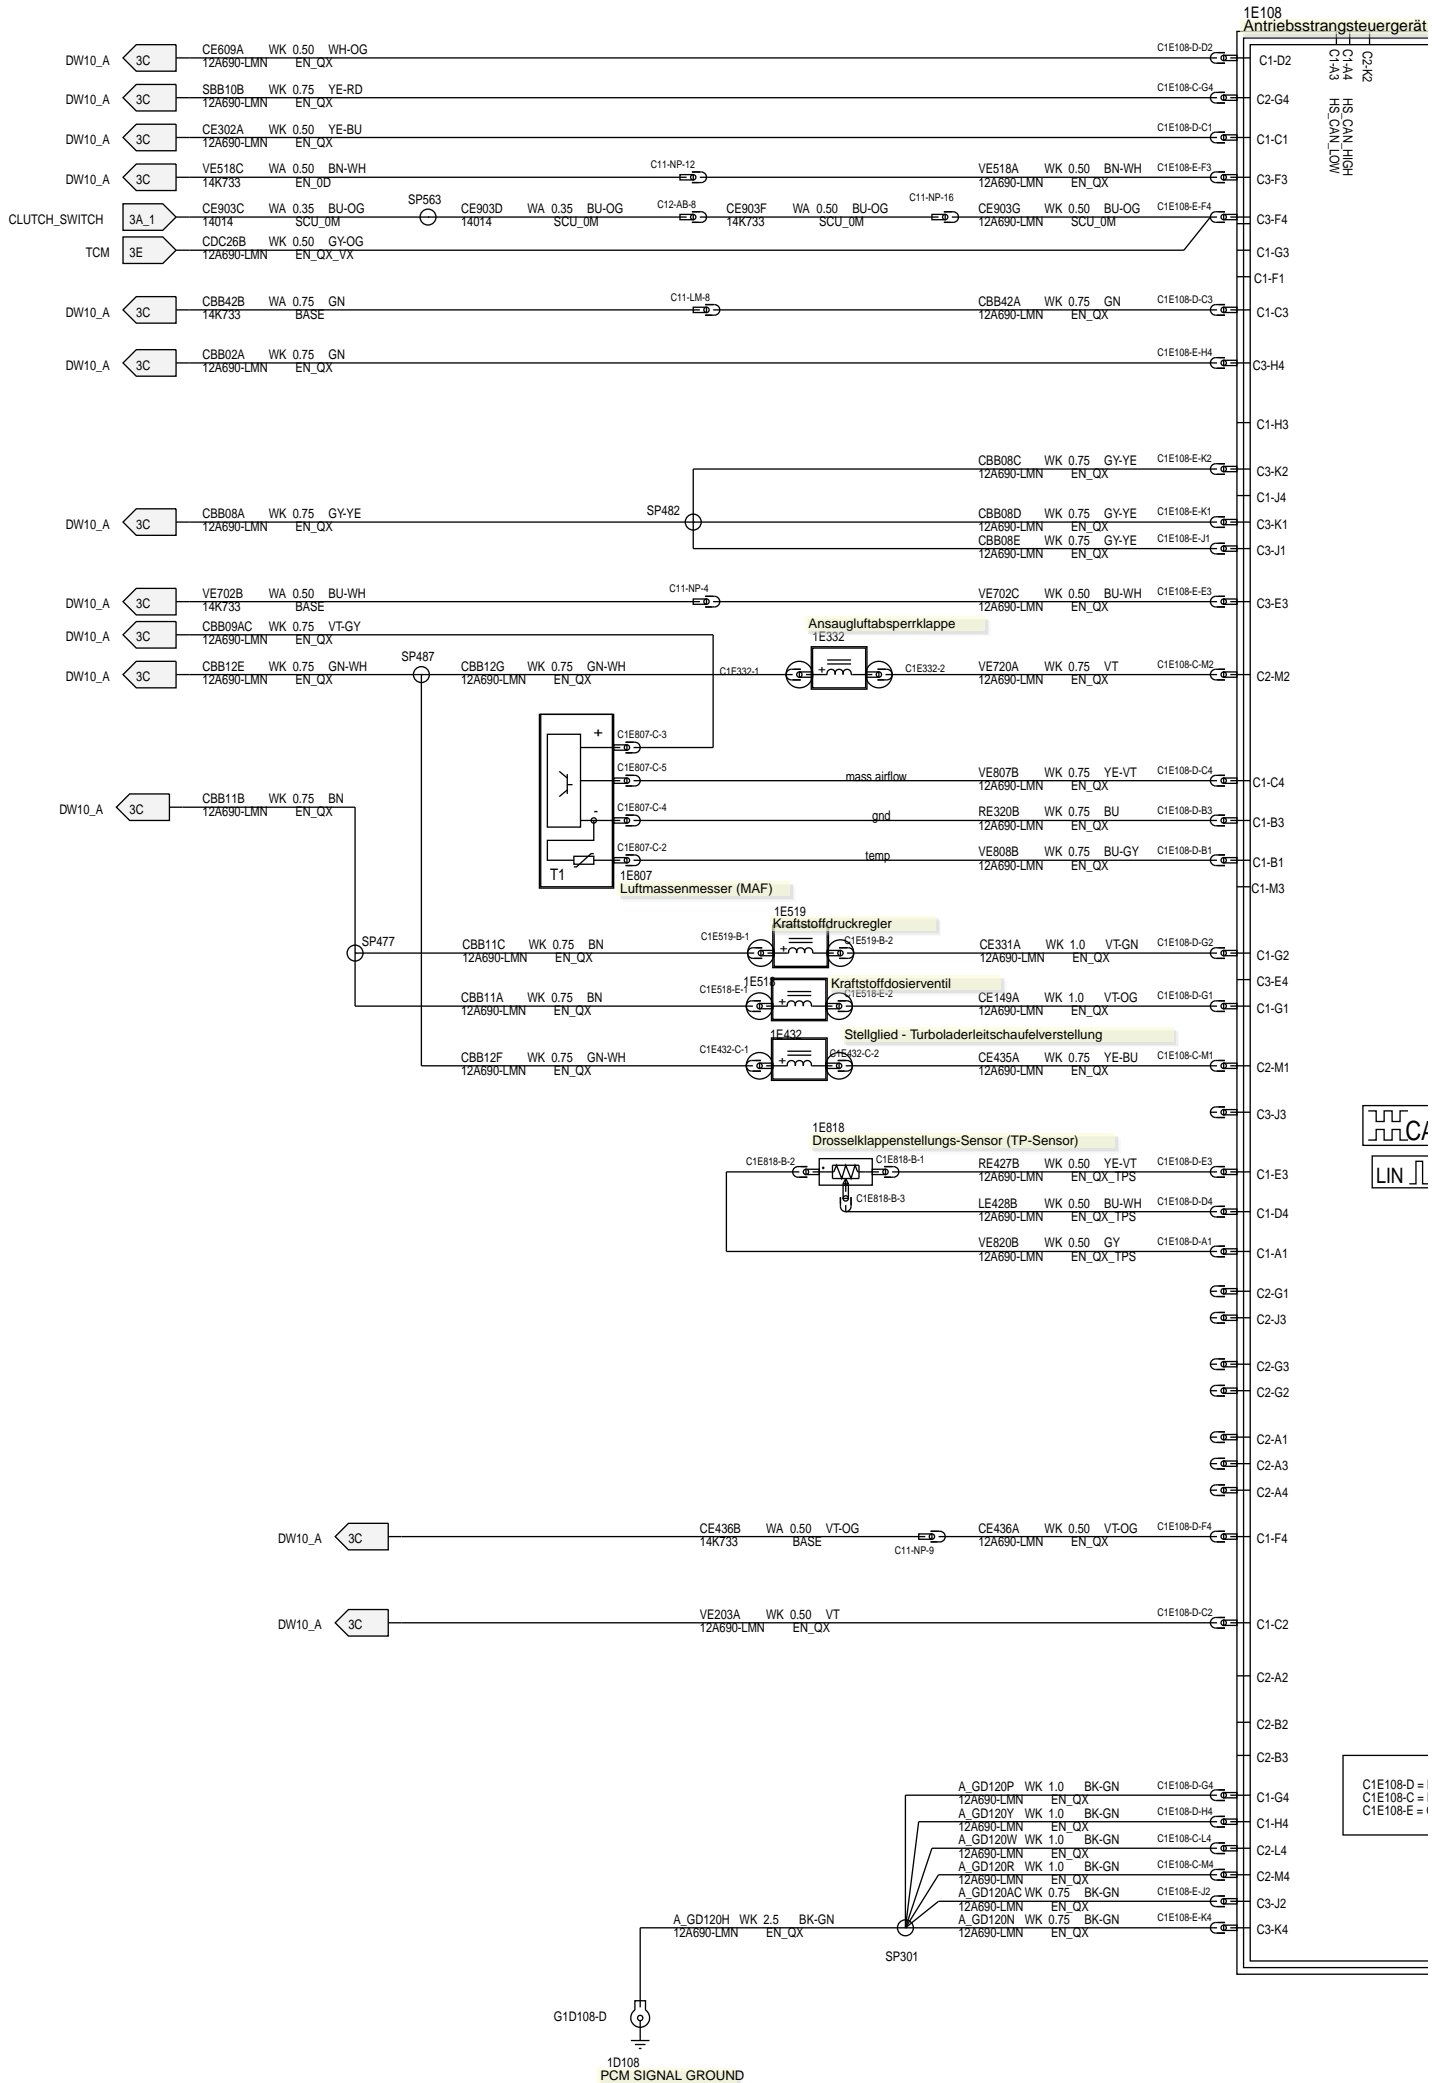 1E108
Antriebsstrangsteuergerät
C1-A3 HS_CAN_LOW
C1-A4 HS_CAN_HIGH
C2-K2
DW10_A 3C CE609A WK 0.50 WH-OG C1E108-D-D2 C1-D2
12A690-LMN EN_QX
DW10_A 3C SBB10B WK 0.75 YE-RD C1E108-C-G4 C2-G4
12A690-LMN EN_QX
DW10_A 3C CE302A WK 0.50 YE-BU C1E108-D-C1 C1-C1
12A690-LMN EN_QX
DW10_A 3C VE518C WA 0.50 BN-WH C11-NP-12 VE518A WK 0.50 BN-WH C1E108-E-F3 C3-F3
14K733 EN_0D 12A690-LMN EN_QX
SP563
CLUTCH_SWITCH 3A_1 CE903C WA 0.35 BU-OG CE903D WA 0.35 BU-OG C12-AB-8 CE903F WA 0.50 BU-OG C11-NP-16 CE903G WK 0.50 BU-OG C1E108-E-F4 C3-F4
14014 SCU_0M 14014 SCU_0M 14K733 SCU_0M 12A690-LMN SCU_0M
TCM 3E CDC26B WK 0.50 GY-OG C1-G3
12A690-LMN EN_QX_VX
C1-F1
DW10_A 3C CBB42B WA 0.75 GN C11-LM-8 CBB42A WK 0.75 GN C1E108-D-C3 C1-C3
14K733 BASE 12A690-LMN EN_QX
DW10_A 3C CBB02A WK 0.75 GN C1E108-E-H4 C3-H4
12A690-LMN EN_QX
C1-H3
CBB08C WK 0.75 GY-YE C1E108-E-K2 C3-K2
12A690-LMN EN_QX
C1-J4
DW10_A 3C CBB08A WK 0.75 GY-YE SP482 CBB08D WK 0.75 GY-YE C1E108-E-K1 C3-K1
12A690-LMN EN_QX 12A690-LMN EN_QX
CBB08E WK 0.75 GY-YE C1E108-E-J1 C3-J1
12A690-LMN EN_QX
DW10_A 3C VE702B WA 0.50 BU-WH C11-NP-4 VE702C WK 0.50 BU-WH C1E108-E-E3 C3-E3
14K733 BASE 12A690-LMN EN_QX
DW10_A 3C CBB09AC WK 0.75 VT-GY
12A690-LMN EN_QX
Ansaugluftabsperrklappe
1E332
DW10_A 3C CBB12E WK 0.75 GN-WH SP487 CBB12G WK 0.75 GN-WH C1E332-1 + C1E332-2 VE720A WK 0.75 VT C1E108-C-M2 C2-M2
12A690-LMN EN_QX 12A690-LMN EN_QX 12A690-LMN EN_QX
+ C1E807-C-3
C1E807-C-5 mass airflow VE807B WK 0.75 YE-VT C1E108-D-C4 C1-C4
12A690-LMN EN_QX
DW10_A 3C CBB11B WK 0.75 BN
12A690-LMN EN_QX
- C1E807-C-4 gnd RE320B WK 0.75 BU C1E108-D-B3 C1-B3
12A690-LMN EN_QX
C1E807-C-2 temp VE808B WK 0.75 BU-GY C1E108-D-B1 C1-B1
12A690-LMN EN_QX
T1 1E807
Luftmassenmesser (MAF)
C1-M3
1E519
Kraftstoffdruckregler
SP477 CBB11C WK 0.75 BN C1E519-B-1 + C1E519-B-2 CE331A WK 1.0 VT-GN C1E108-D-G2 C1-G2
12A690-LMN EN_QX 12A690-LMN EN_QX
1E518 Kraftstoffdosierventil C3-E4
CBB11A WK 0.75 BN C1E518-E-1 + C1E518-E-2 CE149A WK 1.0 VT-OG C1E108-D-G1 C1-G1
12A690-LMN EN_QX 12A690-LMN EN_QX
1E432 Stellglied - Turboladerleitschaufelverstellung
CBB12F WK 0.75 GN-WH C1E432-C-1 + C1E432-C-2 CE435A WK 0.75 YE-BU C1E108-C-M1 C2-M1
12A690-LMN EN_QX 12A690-LMN EN_QX
C3-J3
CA
LIN
1E818
Drosselklappenstellungs-Sensor (TP-Sensor)
C1E818-B-2 C1E818-B-1 RE427B WK 0.50 YE-VT C1E108-D-E3 C1-E3
12A690-LMN EN_QX_TPS
C1E818-B-3 LE428B WK 0.50 BU-WH C1E108-D-D4 C1-D4
12A690-LMN EN_QX_TPS
VE820B WK 0.50 GY C1E108-D-A1 C1-A1
12A690-LMN EN_QX_TPS
C2-G1
C2-J3
C2-G3
C2-G2
C2-A1
C2-A3
C2-A4
DW10_A 3C CE436B WA 0.50 VT-OG C11-NP-9 CE436A WK 0.50 VT-OG C1E108-D-F4 C1-F4
14K733 BASE 12A690-LMN EN_QX
DW10_A 3C VE203A WK 0.50 VT C1E108-D-C2 C1-C2
12A690-LMN EN_QX
C2-A2
C2-B2
C2-B3
C1E108-D =
C1E108-C =
C1E108-E =
A_GD120P WK 1.0 BK-GN C1E108-D-G4 C1-G4
12A690-LMN EN_QX
A_GD120Y WK 1.0 BK-GN C1E108-D-H4 C1-H4
12A690-LMN EN_QX
A_GD120W WK 1.0 BK-GN C1E108-C-L4 C2-L4
12A690-LMN EN_QX
A_GD120R WK 1.0 BK-GN C1E108-C-M4 C2-M4
12A690-LMN EN_QX
A_GD120AC WK 0.75 BK-GN C1E108-E-J2 C3-J2
12A690-LMN EN_QX
A_GD120H WK 2.5 BK-GN A_GD120N WK 0.75 BK-GN C1E108-E-K4 C3-K4
12A690-LMN EN_QX 12A690-LMN EN_QX
SP301
G1D108-D
1D108
PCM SIGNAL GROUND